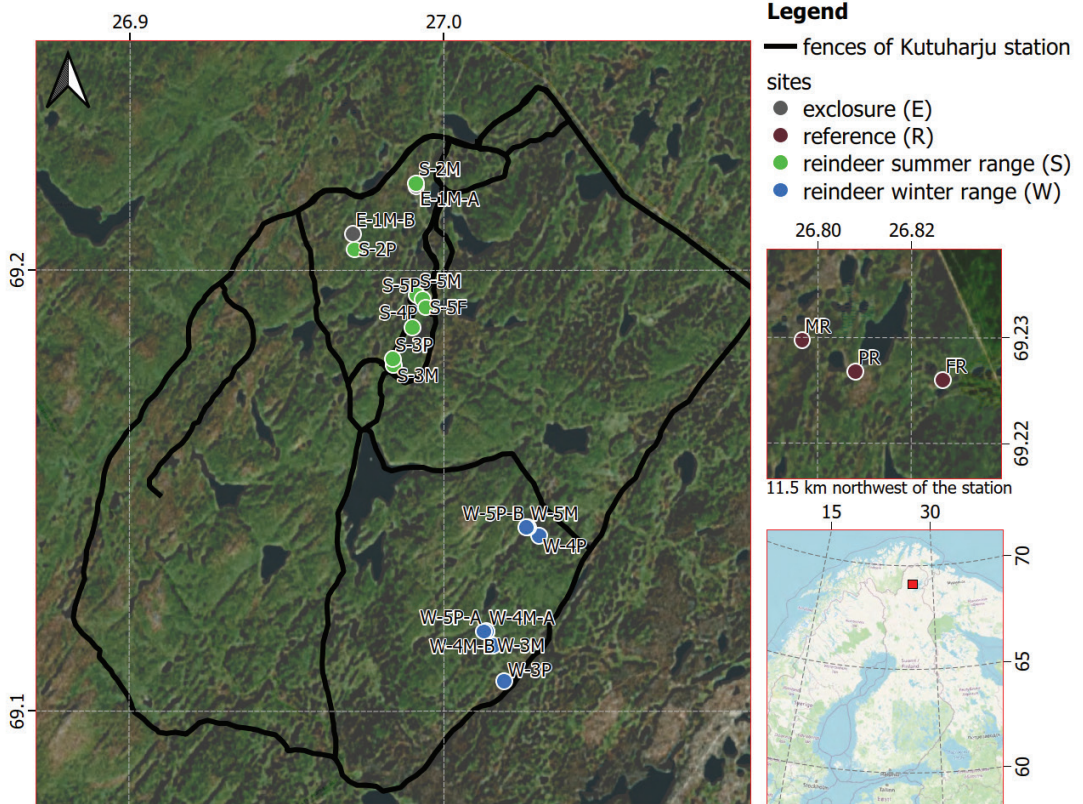 26.9
27.0
69.2
69.1
S-2M
E-1M-A
E-1M-B
S-2P
S-5P
S-5M
S-5F
S-4P
S-3P
S-3M
W-5P-B
W-5M
W-4P
W-5P-A
W-4M-A
W-4M-B
W-3M
W-3P
Legend
fences of Kutuharju station
sites
exclosure (E)
reference (R)
reindeer summer range (S)
reindeer winter range (W)
26.80
26.82
MR
PR
FR
69.23
69.22
11.5 km northwest of the station
15
30
70
65
60